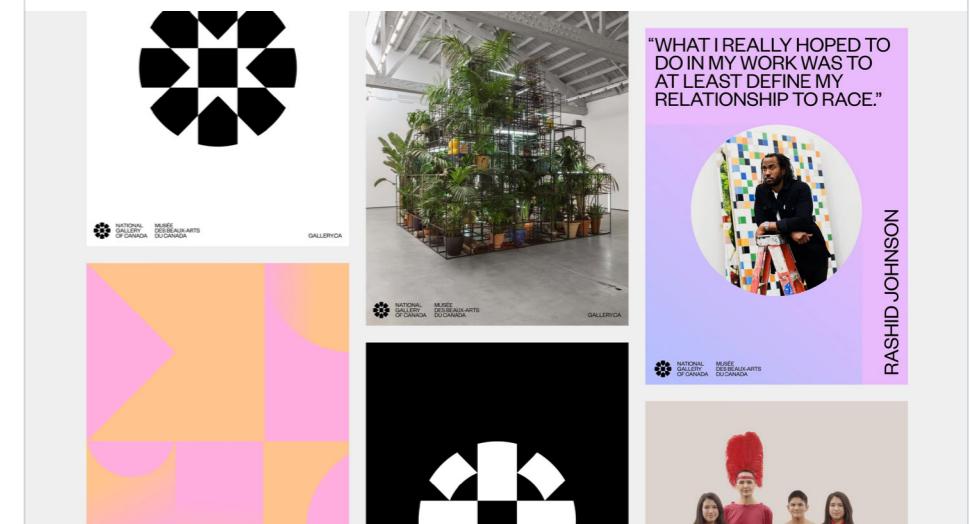 NATIONAL
GALLERY
OF CANADA
MUSÉE
DES BEAUX-ARTS
DU CANADA
GALLERY.CA
NATIONAL
GALLERY
OF CANADA
MUSÉE
DES BEAUX-ARTS
DU CANADA
GALLERY.CA
“WHAT I REALLY HOPED TO
DO IN MY WORK WAS TO
AT LEAST DEFINE MY
RELATIONSHIP TO RACE.”
RASHID JOHNSON
NATIONAL
GALLERY
OF CANADA
MUSÉE
DES BEAUX-ARTS
DU CANADA